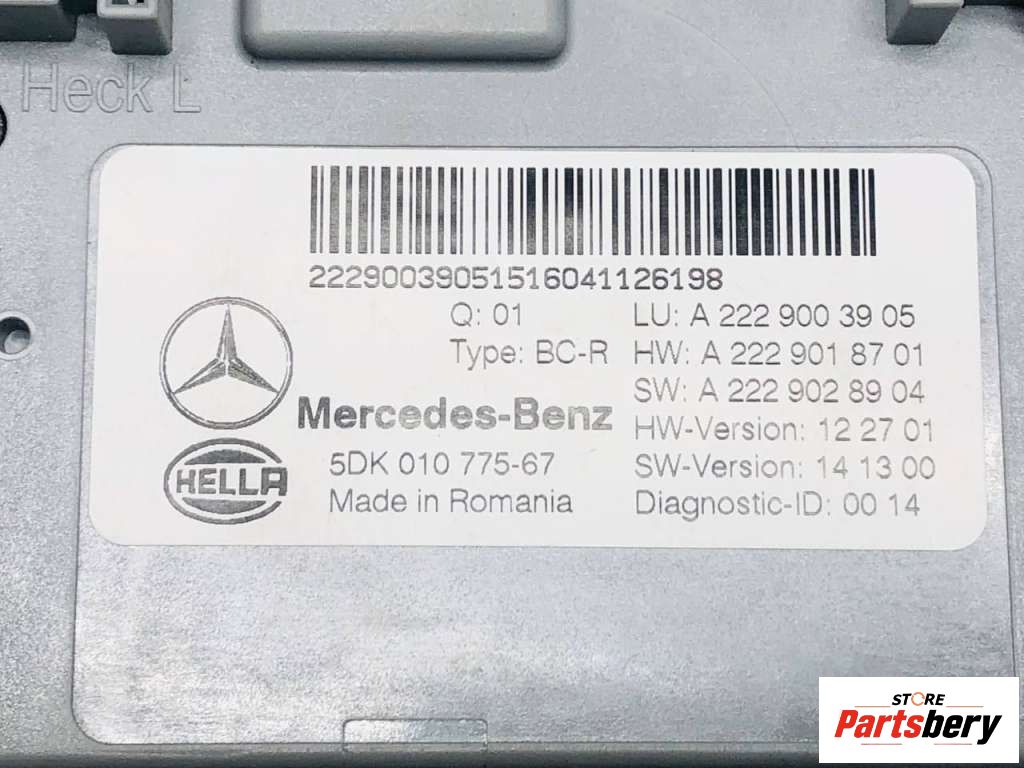 Heck L
2229003905151604​1126198
Q: 01
LU: A 222 900 39 05
Type: BC-R
HW: A 222 901 87 01
SW: A 222 902 89 04
Mercedes-Benz
HW-Version: 12 27 01
HELLA
5DK 010 775-67
SW-Version: 14 13 00
Made in Romania
Diagnostic-ID: 00 14
STORE
Partsbery